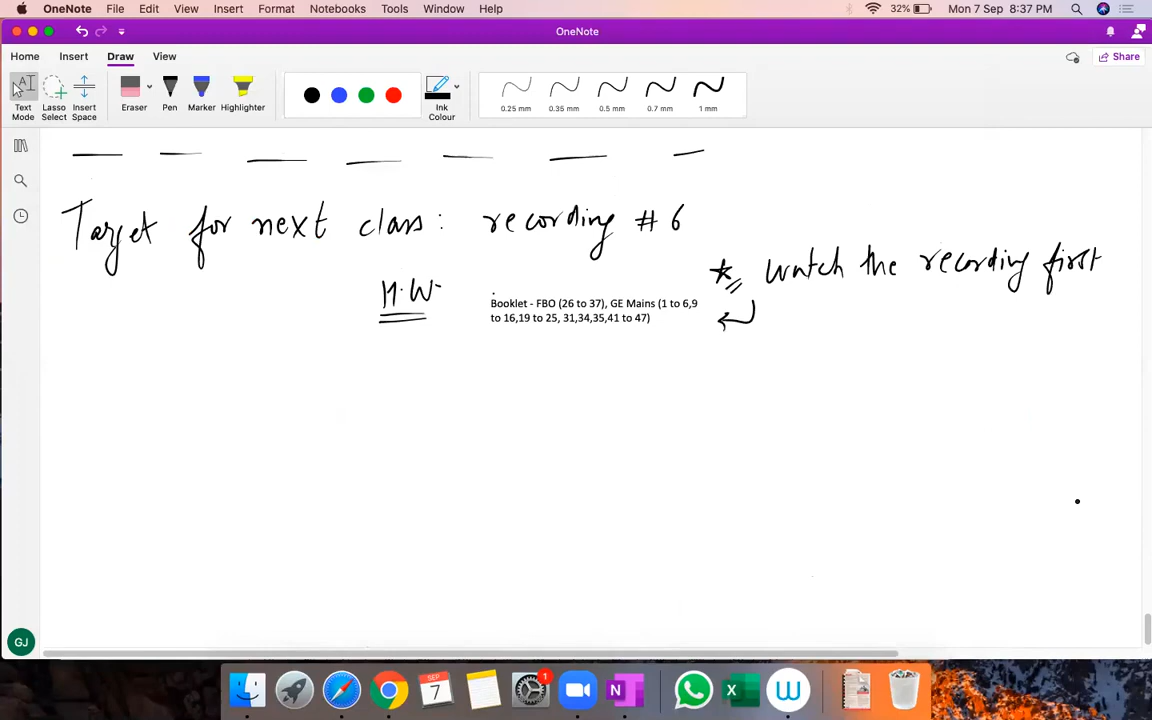 OneNote File Edit View Insert Format Notebooks Tools Window Help 32% Mon 7 Sep 8:37 PM
OneNote
Home Insert Draw View Share
Text Mode Lasso Select Insert Space Eraser Pen Marker Highlighter Ink Colour 0.25 mm 0.35 mm 0.5 mm 0.7 mm 1 mm
Target for next class: recording # 6
* watch the recording first
H.W
Booklet - FBO (26 to 37), GE Mains (1 to 6,9
to 16,19 to 25, 31,34,35,41 to 47)
GJ
SEP
7
1
N
X
W